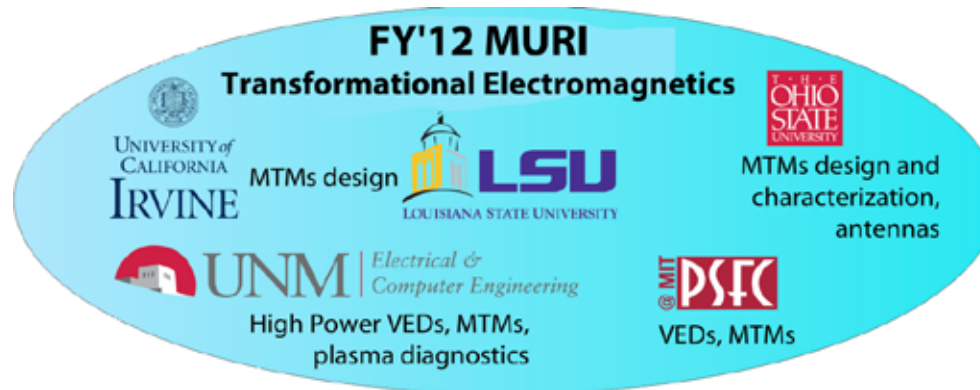 FY'12 MURI
Transformational Electromagnetics
UNIVERSITY of
CALIFORNIA
IRVINE
MTMs design
LSU
LOUISIANA STATE UNIVERSITY
T · H · E
OHIO
STATE
UNIVERSITY
MTMs design and
characterization,
antennas
UNM
Electrical &
Computer Engineering
High Power VEDs, MTMs,
plasma diagnostics
@ MIT
PSFC
VEDs, MTMs